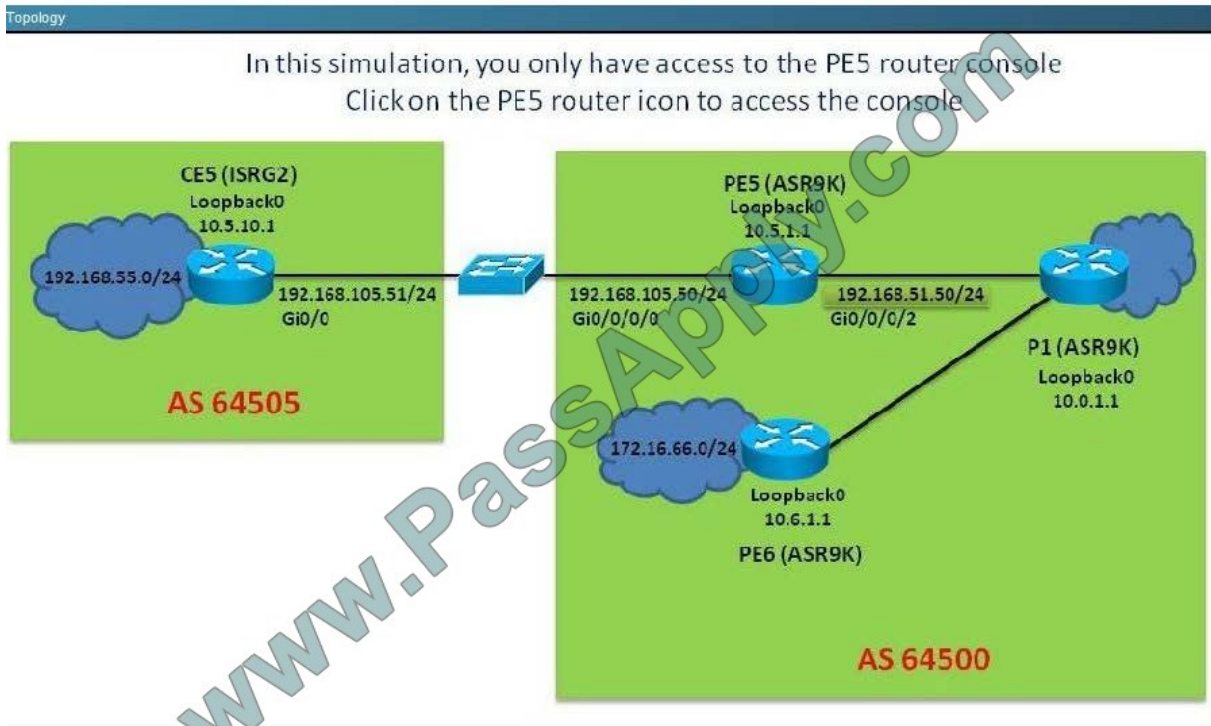 Topology
In this simulation, you only have access to the PE5 router console
Click on the PE5 router icon to access the console
CE5 (ISRG2)
Loopback0
10.5.10.1
192.168.55.0/24
192.168.105.51/24
Gi0/0
AS 64505
PE5 (ASR9K)
Loopback0
10.5.1.1
192.168.105.50/24
Gi0/0/0/0
192.168.51.50/24
Gi0/0/0/2
P1 (ASR9K)
Loopback0
10.0.1.1
172.16.66.0/24
Loopback0
10.6.1.1
PE6 (ASR9K)
AS 64500
www.PassApply.com